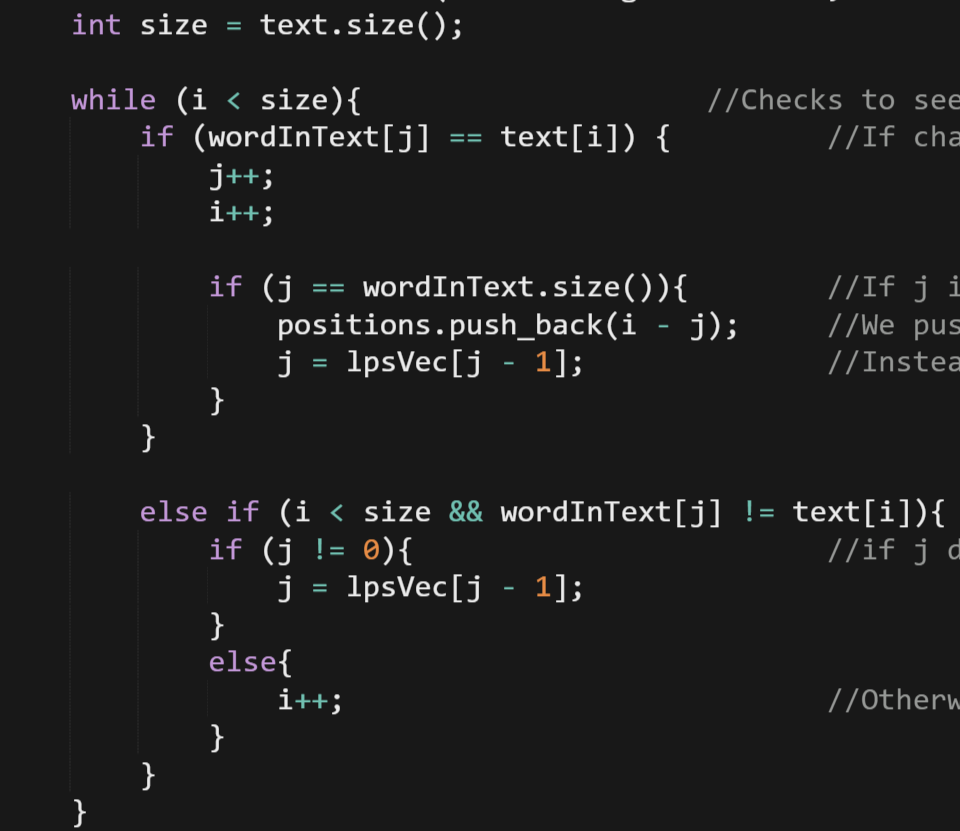 int size = text.size();
while (i < size){ //Checks to see
if (wordInText[j] == text[i]) { //If cha
j++;
i++;
if (j == wordInText.size()){ //If j i
positions.push_back(i - j); //We pus
j = lpsVec[j - 1]; //Instea
}
}
else if (i < size && wordInText[j] != text[i]){
if (j != 0){ //if j d
j = lpsVec[j - 1];
}
else{
i++; //Otherw
}
}
}